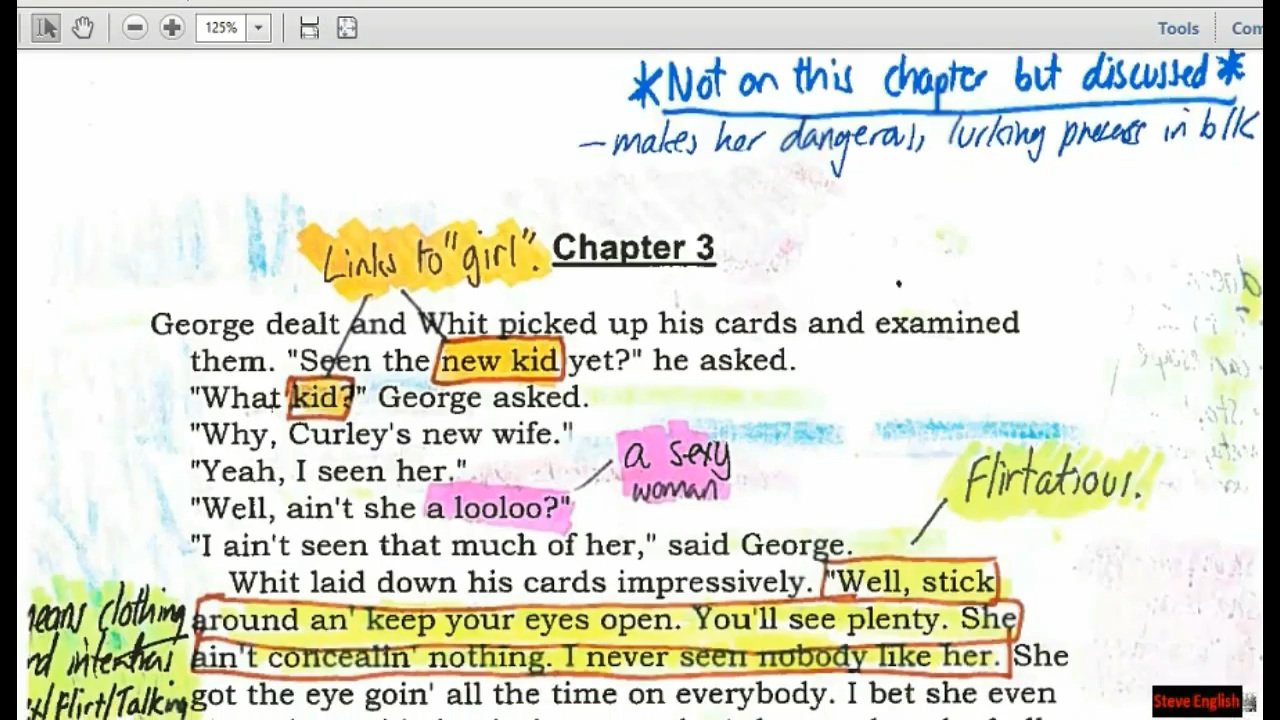 125%
Tools
Com
*Not on this chapter but discussed*
-makes her dangerous, lurking presence in blk
Links to "girl".
Chapter 3
George dealt and Whit picked up his cards and examined
them. "Seen the new kid yet?" he asked.
"What kid?" George asked.
"Why, Curley's new wife."
"Yeah, I seen her."
a sexy
woman
"Well, ain't she a looloo?"
Flirtatious.
"I ain't seen that much of her," said George.
Whit laid down his cards impressively. "Well, stick
around an' keep your eyes open. You'll see plenty. She
ain't concealin' nothing. I never seen nobody like her. She
got the eye goin' all the time on everybody. I bet she even
means clothing
nd intentions
Flirt/Talking
Steve English